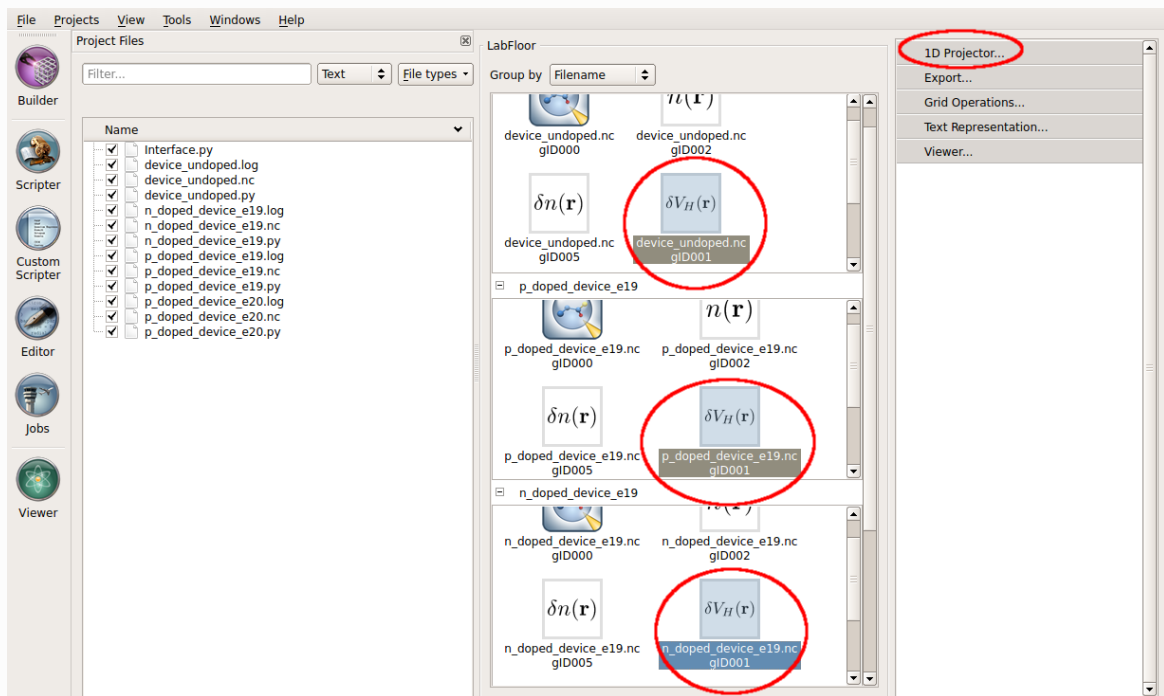 File Projects View Tools Windows Help
Project Files
Filter...
Text
File types
Name
Interface.py
device_undoped.log
device_undoped.nc
device_undoped.py
n_doped_device_e19.log
n_doped_device_e19.nc
n_doped_device_e19.py
p_doped_device_e19.log
p_doped_device_e19.nc
p_doped_device_e19.py
p_doped_device_e20.log
p_doped_device_e20.nc
p_doped_device_e20.py
Builder
Scripter
Custom
Scripter
Editor
Jobs
Viewer
LabFloor
Group by Filename
n(r)
device_undoped.nc
gID000
device_undoped.nc
gID002
δn(r)
device_undoped.nc
gID005
δV_H(r)
device_undoped.nc
gID001
p_doped_device_e19
n(r)
p_doped_device_e19.nc
gID000
p_doped_device_e19.nc
gID002
δn(r)
p_doped_device_e19.nc
gID005
δV_H(r)
p_doped_device_e19.nc
gID001
n_doped_device_e19
n(r)
n_doped_device_e19.nc
gID000
n_doped_device_e19.nc
gID002
δn(r)
n_doped_device_e19.nc
gID005
δV_H(r)
n_doped_device_e19.nc
gID001
1D Projector...
Export...
Grid Operations...
Text Representation...
Viewer...